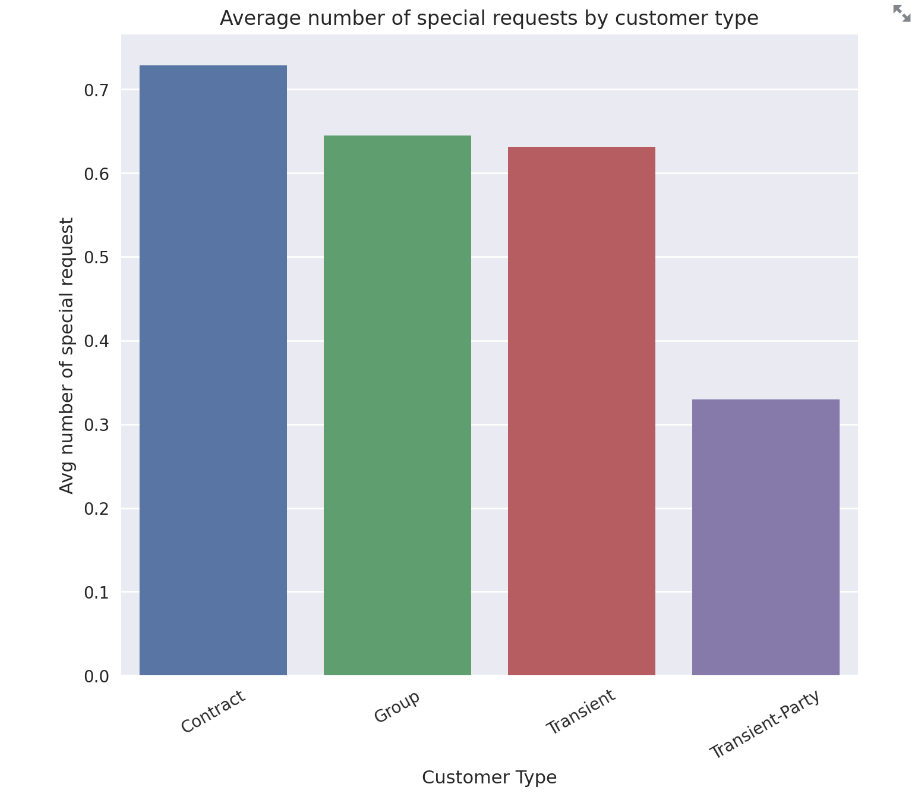 Average number of special requests by customer type
Avg number of special request
0.7
0.6
0.5
0.4
0.3
0.2
0.1
0.0
Contract
Group
Transient
Transient-Party
Customer Type